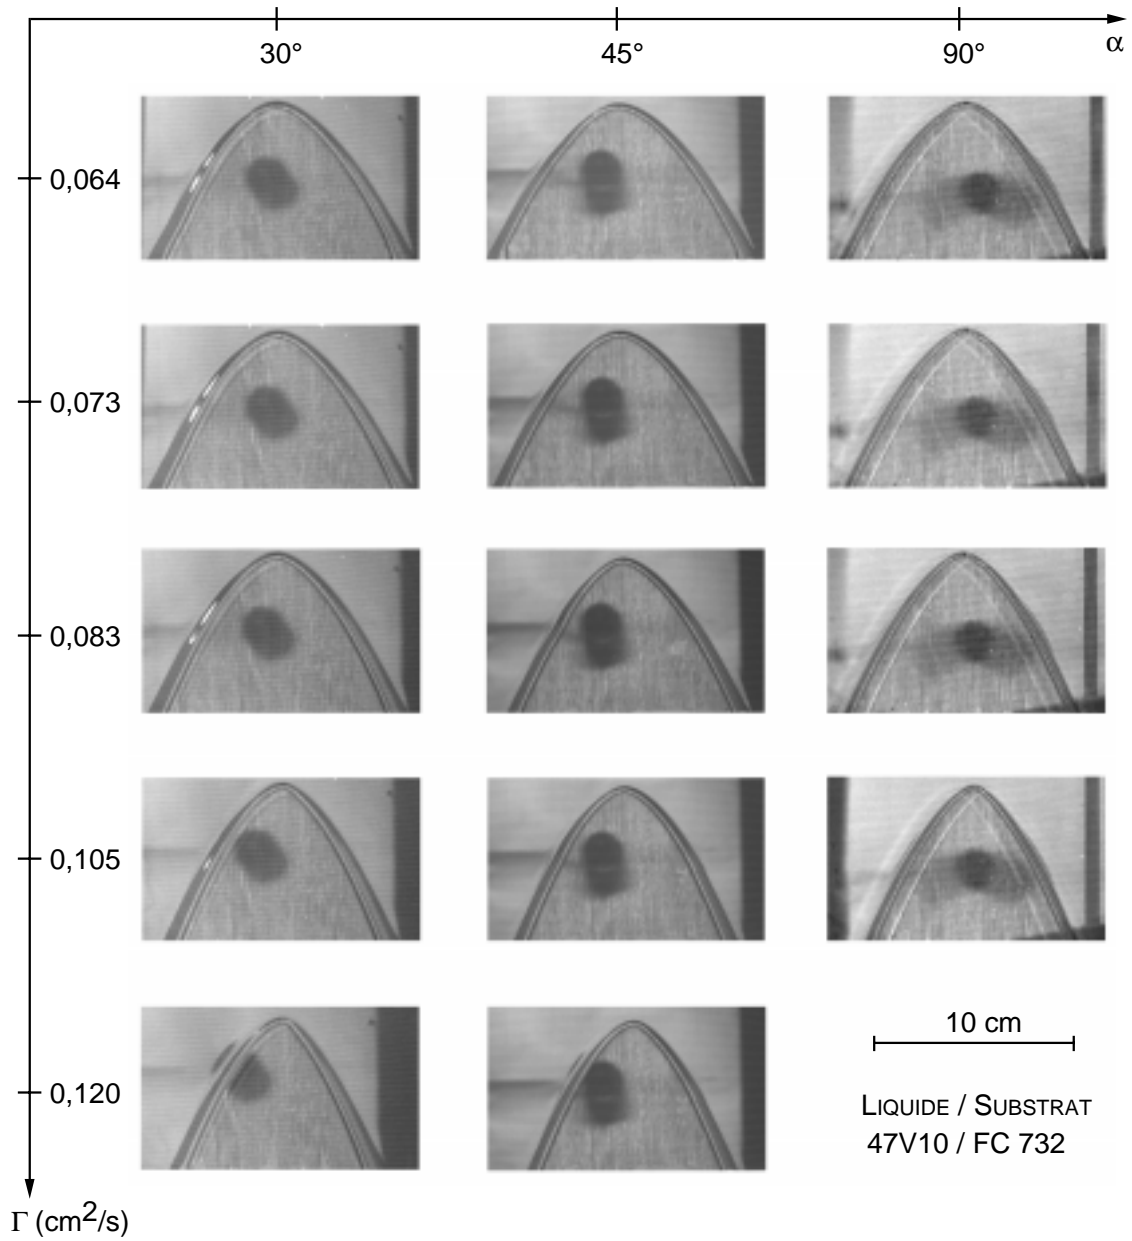 30° 45° 90°
α
0,064
0,073
0,083
0,105
0,120
10 cm
LIQUIDE / SUBSTRAT
47V10 / FC 732
Γ (cm2/s)